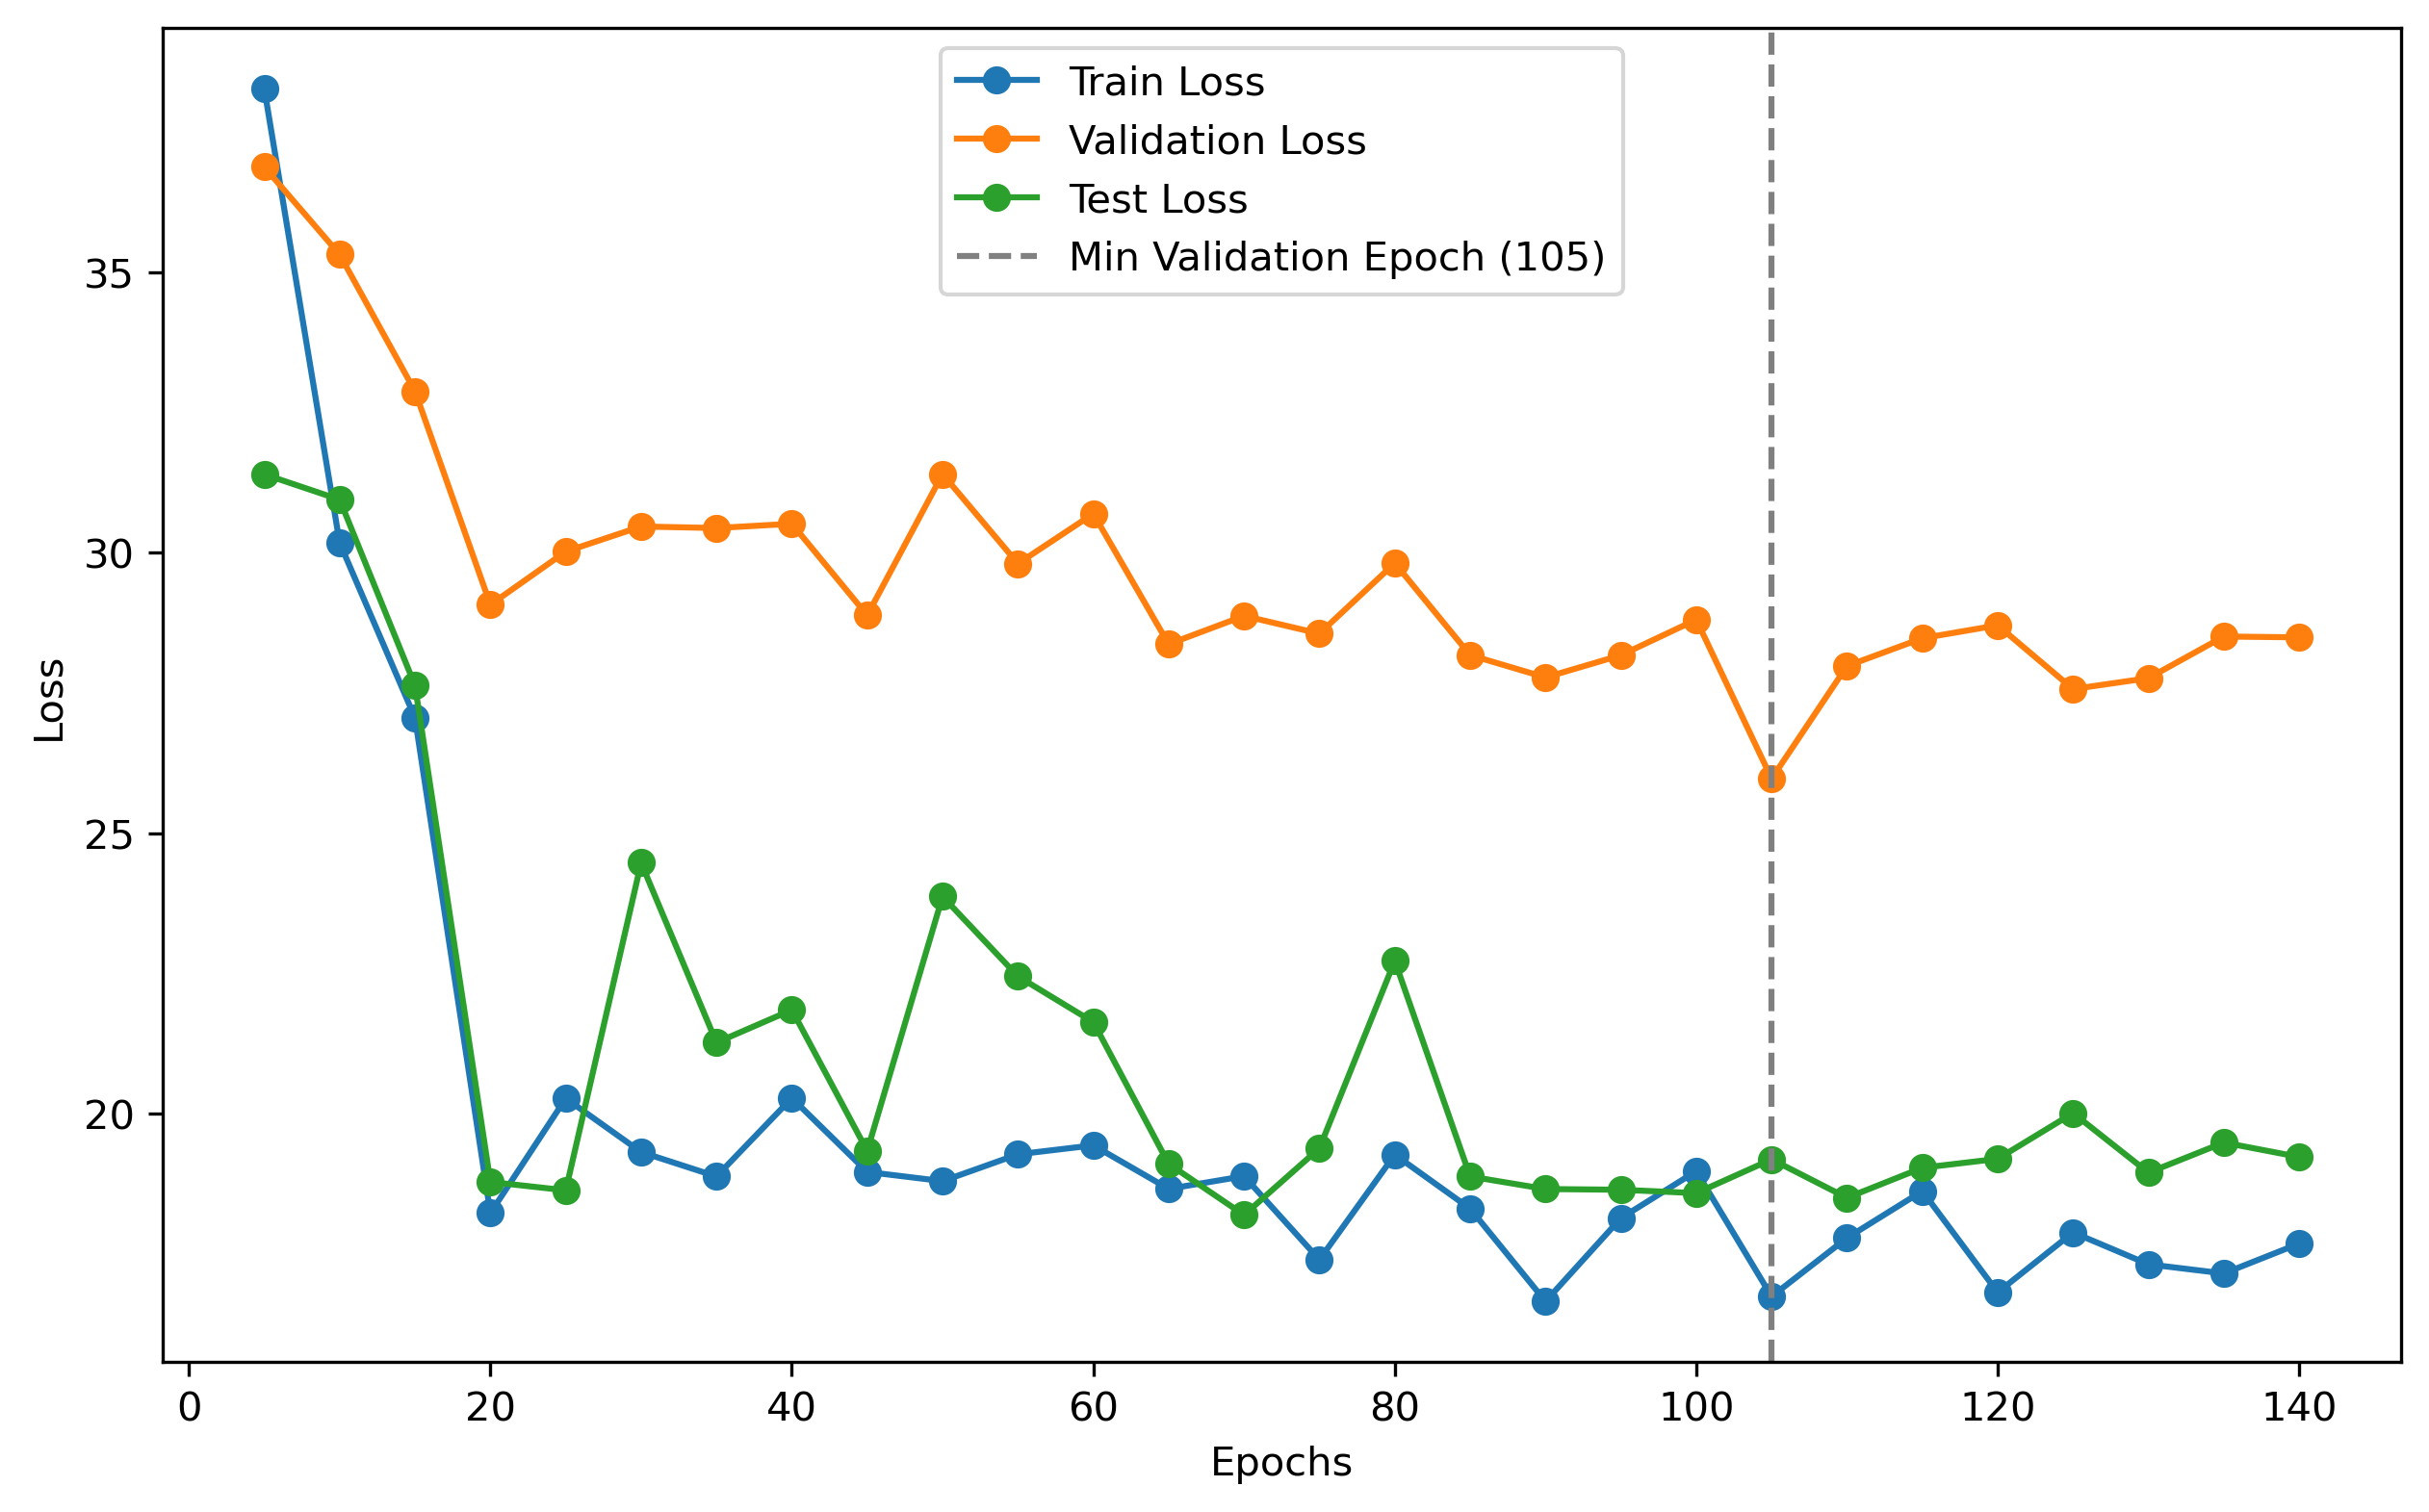 Train Loss
Validation Loss
Test Loss
Min Validation Epoch (105)
35
30
25
20
Loss
0 20 40 60 80 100 120 140
Epochs